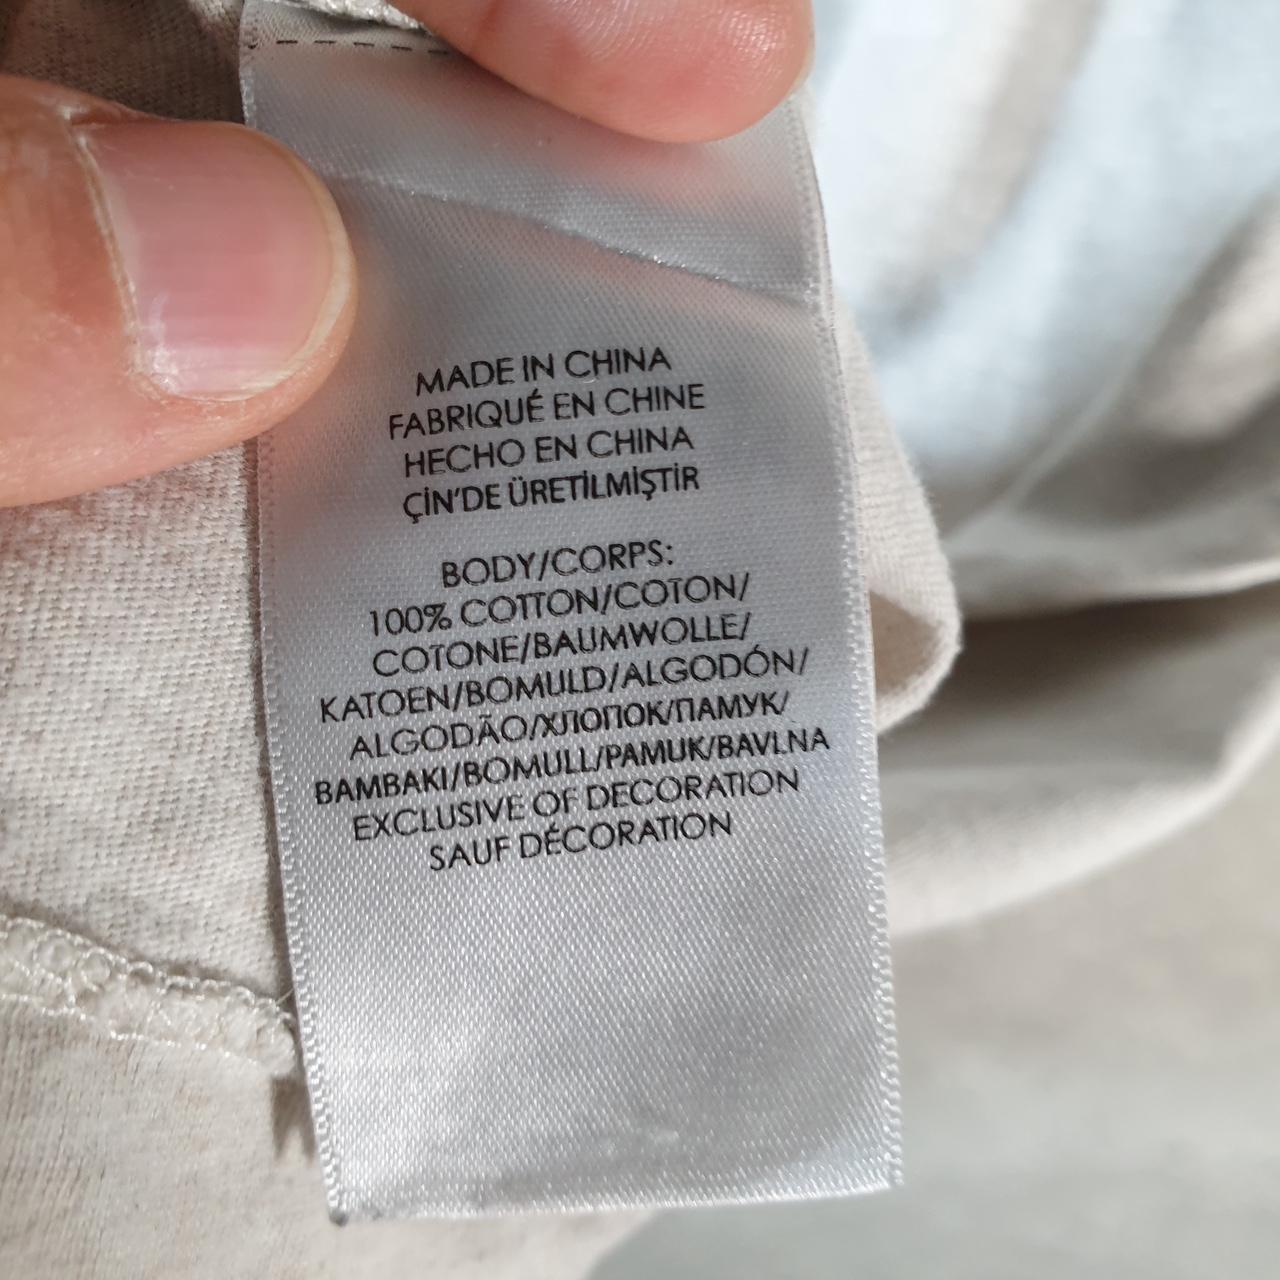 MADE IN CHINA
FABRIQUÉ EN CHINE
HECHO EN CHINA
ÇİN'DE ÜRETİLMİŞTİR
BODY/CORPS:
100% COTTON/COTON/
COTONE/BAUMWOLLE/
KATOEN/BOMULD/ALGODÓN/
ALGODÃO/ХЛОПОК/ПАМУК/
BAMBAKI/BOMULL/PAMUK/BAVLNA
EXCLUSIVE OF DECORATION
SAUF DÉCORATION